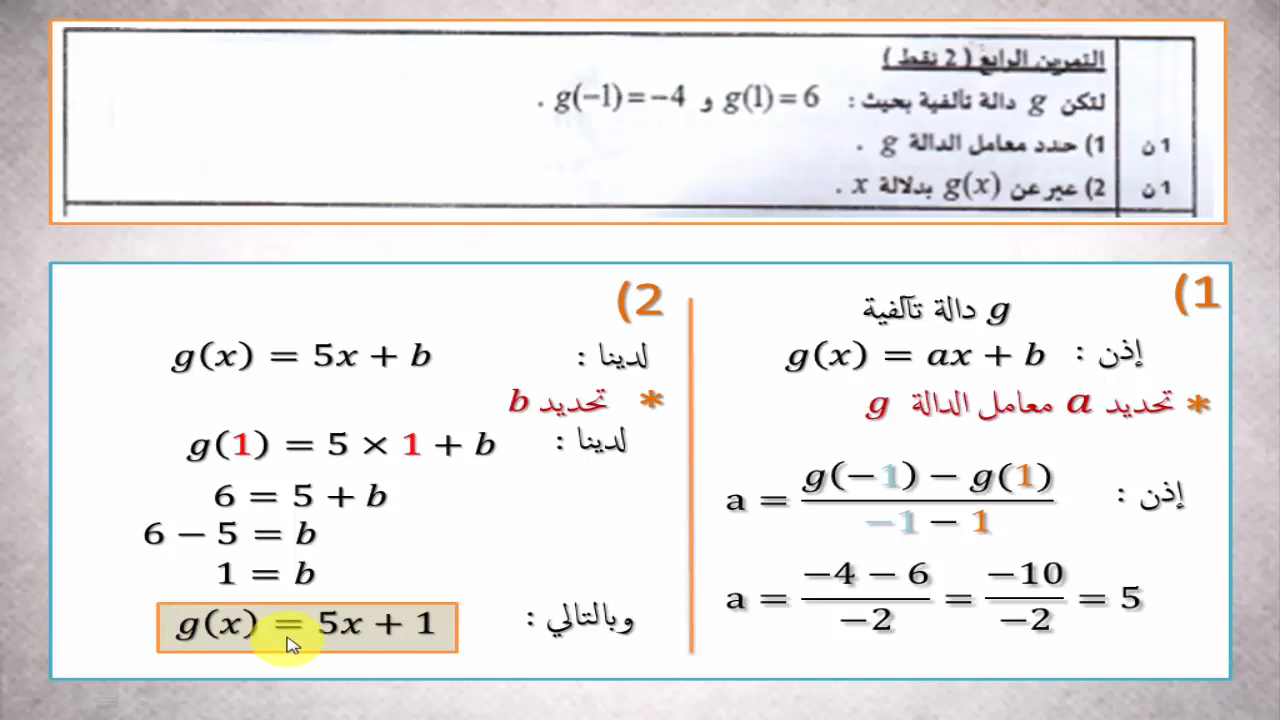 التمرين الرابع ( 2 نقط )
لتكن g دالة تآلفية بحيث : g(1)=6 و g(-1)=-4 .
1 ن 1) حدد معامل الدالة g .
1 ن 2) عبر عن g(x) بدلالة x .
1)
g دالة تآلفية
إذن : g(x) = ax + b
* تحديد a معامل الدالة g
إذن : a = (g(−1) − g(1))/(−1 − 1)
a = (−4 − 6)/(−2) = (−10)/(−2) = 5
2)
لدينا : g(x) = 5x + b
* تحديد b
لدينا : g(1) = 5 × 1 + b
6 = 5 + b
6 − 5 = b
1 = b
وبالتالي : g(x) = 5x + 1